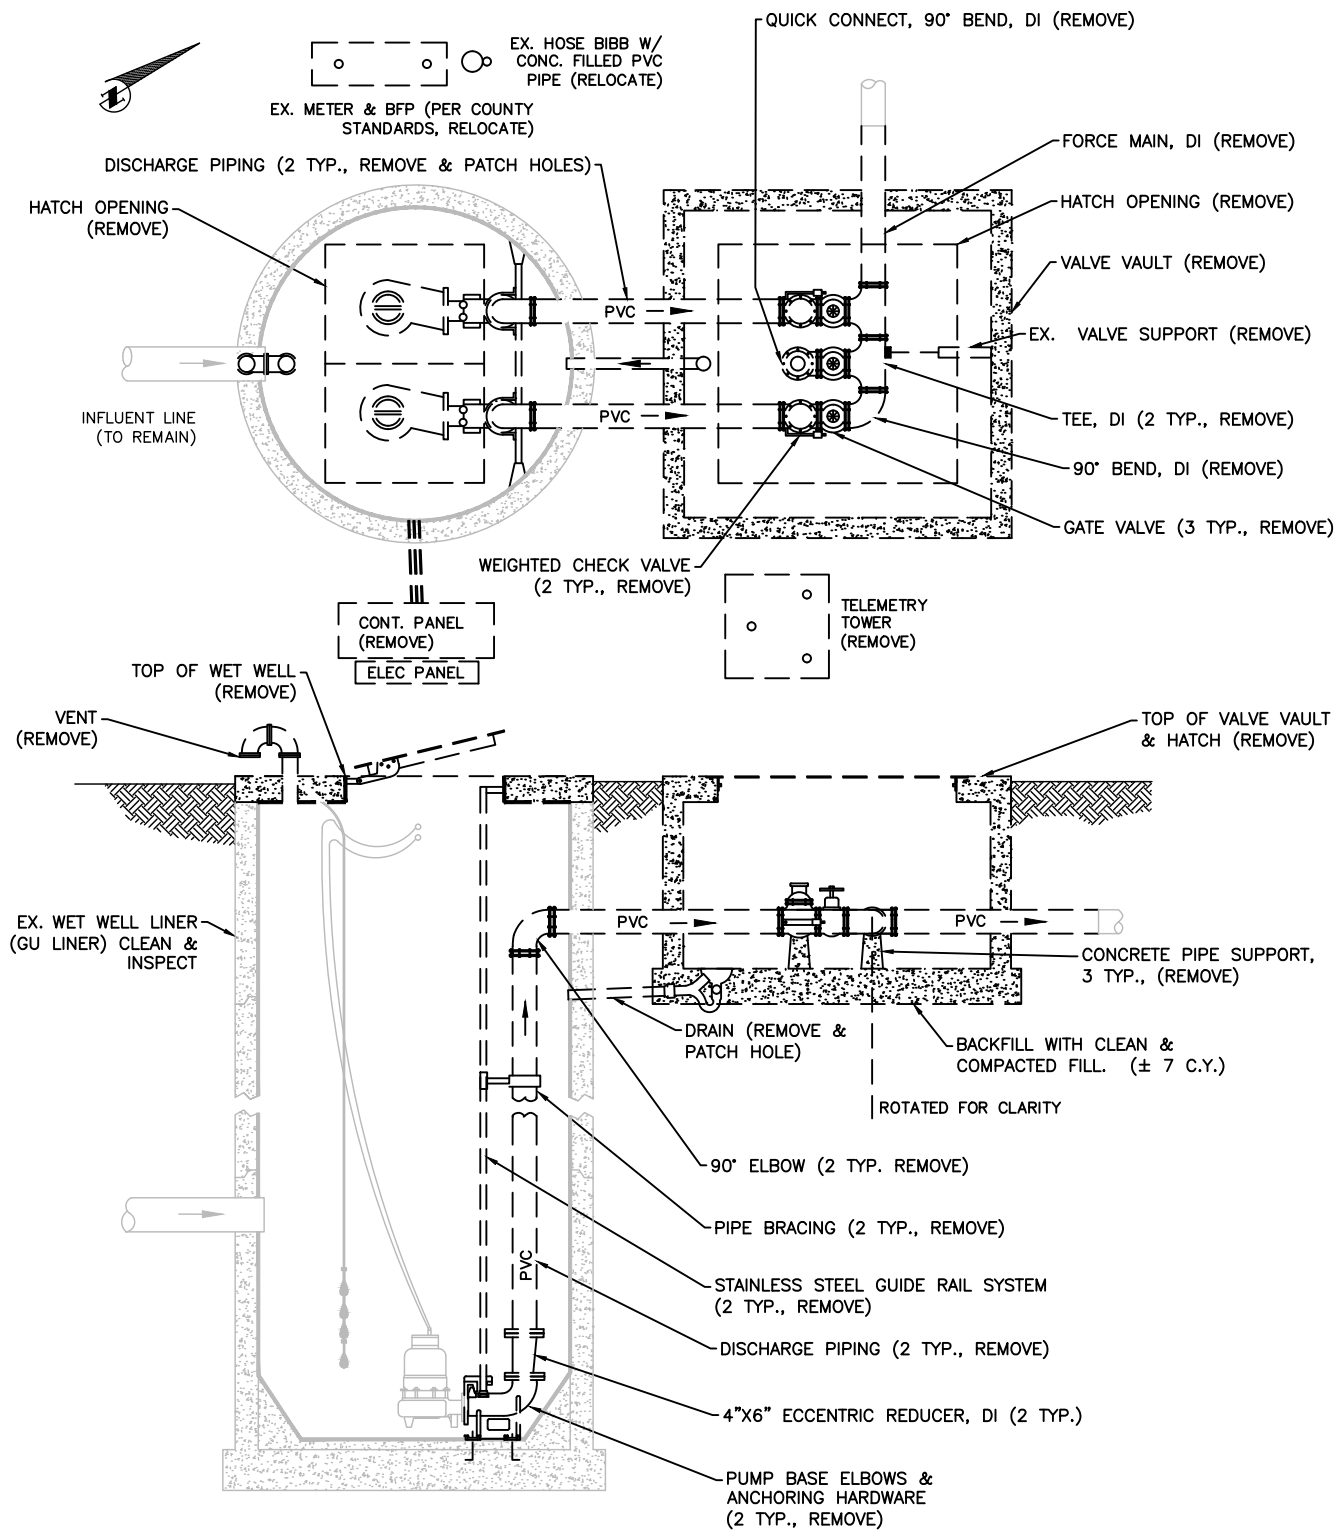 QUICK CONNECT, 90° BEND, DI (REMOVE)
EX. HOSE BIBB W/
CONC. FILLED PVC
PIPE (RELOCATE)
EX. METER & BFP (PER COUNTY
STANDARDS, RELOCATE)
FORCE MAIN, DI (REMOVE)
DISCHARGE PIPING (2 TYP., REMOVE & PATCH HOLES)
HATCH OPENING
(REMOVE)
HATCH OPENING (REMOVE)
VALVE VAULT (REMOVE)
PVC
EX. VALVE SUPPORT (REMOVE)
INFLUENT LINE
(TO REMAIN)
PVC
TEE, DI (2 TYP., REMOVE)
90° BEND, DI (REMOVE)
GATE VALVE (3 TYP., REMOVE)
WEIGHTED CHECK VALVE
(2 TYP., REMOVE)
TELEMETRY
TOWER
(REMOVE)
CONT. PANEL
(REMOVE)
ELEC PANEL
TOP OF WET WELL
(REMOVE)
VENT
(REMOVE)
TOP OF VALVE VAULT
& HATCH (REMOVE)
EX. WET WELL LINER
(GU LINER) CLEAN &
INSPECT
PVC
PVC
CONCRETE PIPE SUPPORT,
3 TYP., (REMOVE)
DRAIN (REMOVE &
PATCH HOLE)
BACKFILL WITH CLEAN &
COMPACTED FILL. (± 7 C.Y.)
ROTATED FOR CLARITY
90° ELBOW (2 TYP. REMOVE)
PIPE BRACING (2 TYP., REMOVE)
PVC
STAINLESS STEEL GUIDE RAIL SYSTEM
(2 TYP., REMOVE)
DISCHARGE PIPING (2 TYP., REMOVE)
4"X6" ECCENTRIC REDUCER, DI (2 TYP.)
PUMP BASE ELBOWS &
ANCHORING HARDWARE
(2 TYP., REMOVE)